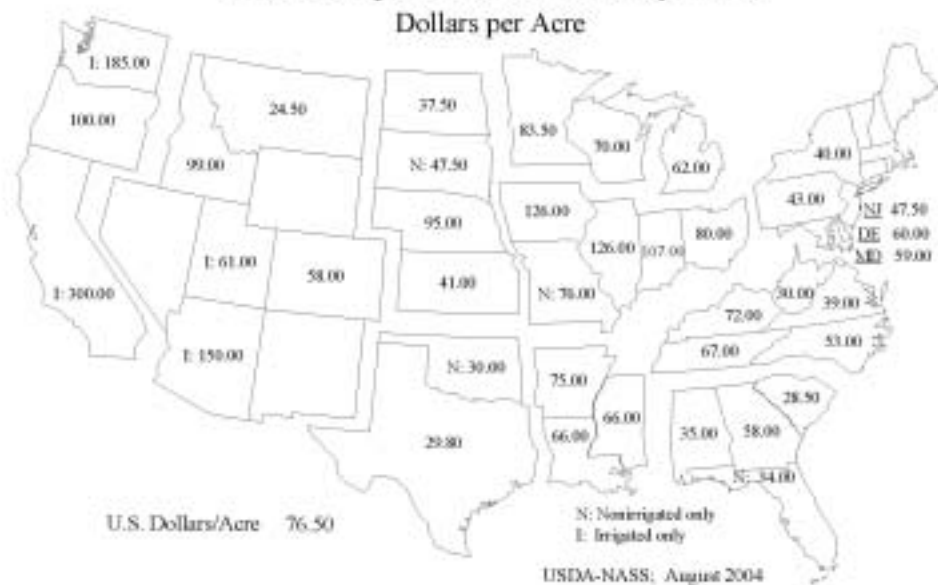 Dollars per Acre
I: 185.00
100.00
24.50
37.50
83.50
70.00
62.00
40.00
99.00
N: 47.50
43.00
NJ 47.50
DE 60.00
MD 59.00
I: 61.00
58.00
95.00
126.00
126.00
107.00
80.00
I: 300.00
41.00
N: 76.00
30.00
39.00
72.00
I: 150.00
N: 30.00
75.00
67.00
53.00
29.80
66.00
66.00
35.00
58.00
28.50
N: 34.00
U.S. Dollars/Acre 76.50
N: Nonirrigated only
I: Irrigated only
USDA-NASS; August 2004